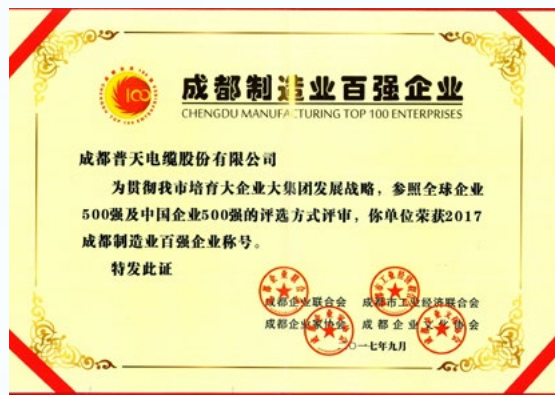 100
成都制造业百强企业
CHENGDU MANUFACTURING TOP 100 ENTERPRISES
成都普天电缆股份有限公司
为贯彻我市培育大企业大集团发展战略，参照全球企业
500强及中国企业500强的评选方式评审，你单位荣获2017
成都制造业百强企业称号。
特发此证
成都企业联合会 成都市工业经济联合会
成都企业家协会 成都企业文化协会
二〇一七年九月